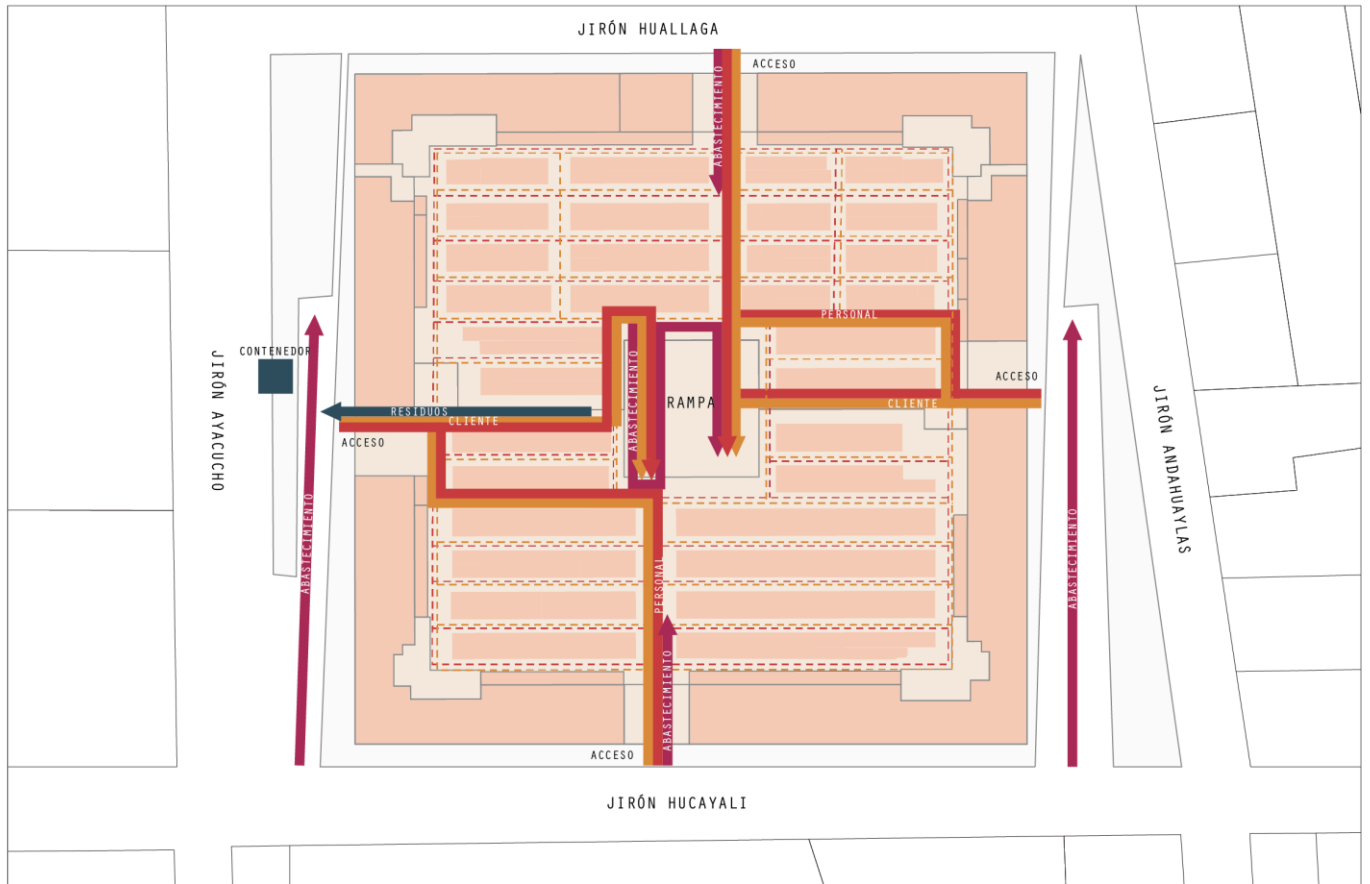 JIRÓN HUALLAGA
ACCESO
ABASTECIMIENTO
PERSONAL
CONTENEDOR
JIRÓN AYACUCHO
ABASTECIMIENTO
RAMPA
ACCESO
CLIENTE
RESÍDUOS
CLIENTE
ACCESO
JIRÓN ANDAHUAYLAS
ABASTECIMIENTO
ABASTECIMIENTO
PERSONAL
ABASTECIMIENTO
ACCESO
JIRÓN HUCAYALI